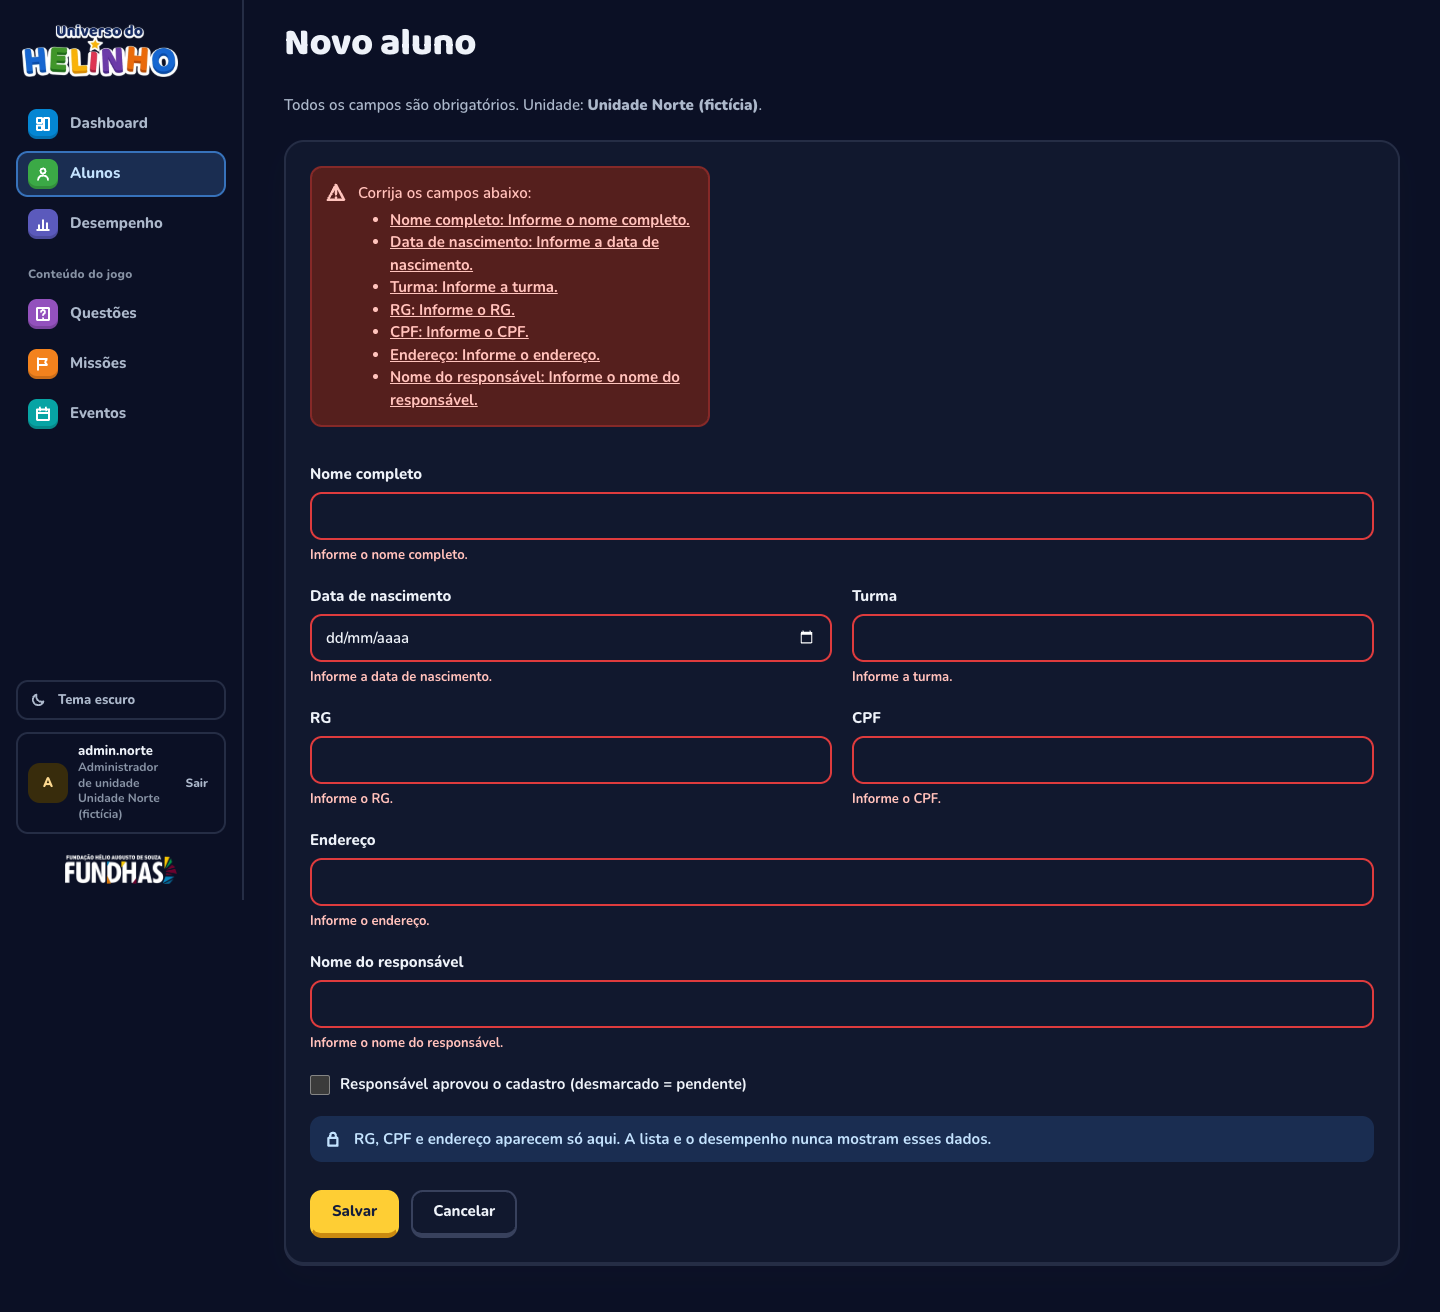 Universo do
HELINHO
Dashboard
Alunos
Desempenho
Conteúdo do jogo
Questões
Missões
Eventos
Tema escuro
A
admin.norte
Administrador
de unidade
Unidade Norte
(fictícia)
Sair
FUNDAÇÃO HÉLIO AUGUSTO DE SOUZA
FUNDHAS
Novo aluno
Todos os campos são obrigatórios. Unidade: Unidade Norte (fictícia).
Corrija os campos abaixo:
Nome completo: Informe o nome completo.
Data de nascimento: Informe a data de
nascimento.
Turma: Informe a turma.
RG: Informe o RG.
CPF: Informe o CPF.
Endereço: Informe o endereço.
Nome do responsável: Informe o nome do
responsável.
Nome completo
Informe o nome completo.
Data de nascimento
dd/mm/aaaa
Informe a data de nascimento.
Turma
Informe a turma.
RG
Informe o RG.
CPF
Informe o CPF.
Endereço
Informe o endereço.
Nome do responsável
Informe o nome do responsável.
Responsável aprovou o cadastro (desmarcado = pendente)
RG, CPF e endereço aparecem só aqui. A lista e o desempenho nunca mostram esses dados.
Salvar
Cancelar